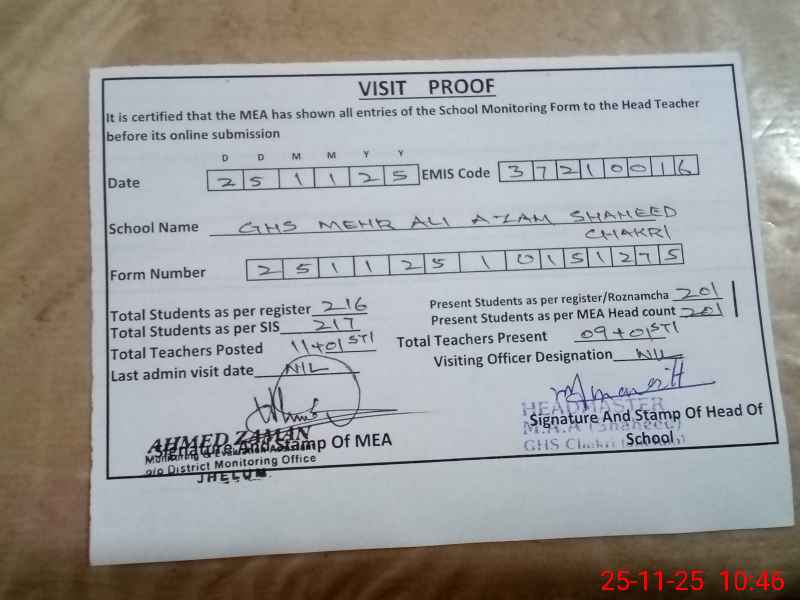 VISIT PROOF
It is certified that the MEA has shown all entries of the School Monitoring Form to the Head Teacher
before its online submission
D D M M Y Y
Date 2 5 1 1 2 5 EMIS Code 3 7 2 1 0 0 1 6
School Name GHS MEHR ALI AZAM SHAHEED
CHAKRI
Form Number 2 5 1 1 2 5 1 0 1 5 1 2 7 5
Total Students as per register 216 Present Students as per register/Roznamcha 201
Total Students as per SIS 217 Present Students as per MEA Head count 201
Total Teachers Posted 11+01 STI Total Teachers Present 09+01 STI
Last admin visit date NIL Visiting Officer Designation NIL
HEADMASTER
AHMED ZAMAN
Signature And Stamp Of MEA Signature And Stamp Of Head Of
School
M.A.A (Shaheed)
Monitoring & Evaluation
o/o District Monitoring Office
GHS
JHELUM
25-11-25 10:46